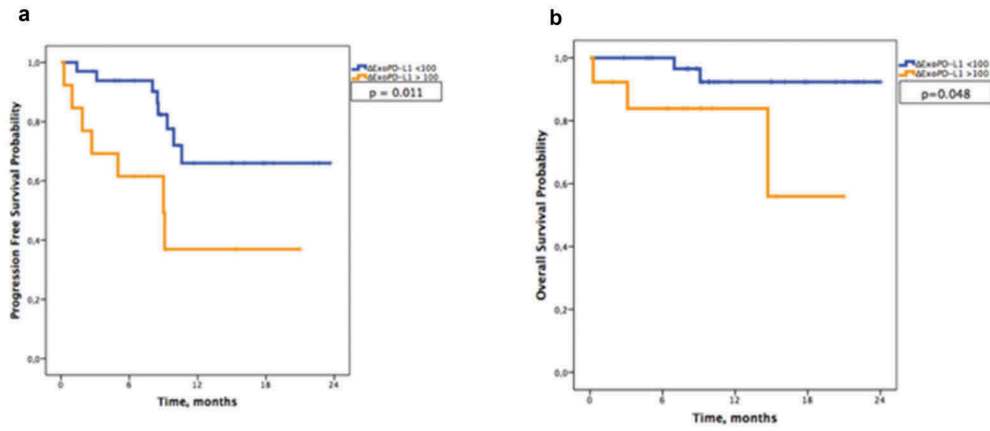 a
1,0
0,8
0,6
0,4
0,2
0,0
Progression Free Survival Probability
0
6
12
18
24
Time, months
ΔExoPD-L1 <100
ΔExoPD-L1 > 100
p = 0.011
b
1,0
0,8
0,6
0,4
0,2
0,0
Overall Survival Probability
0
6
12
18
24
Time, months
ΔExoPD-L1 <100
ΔExoPD-L1 > 100
p=0.048